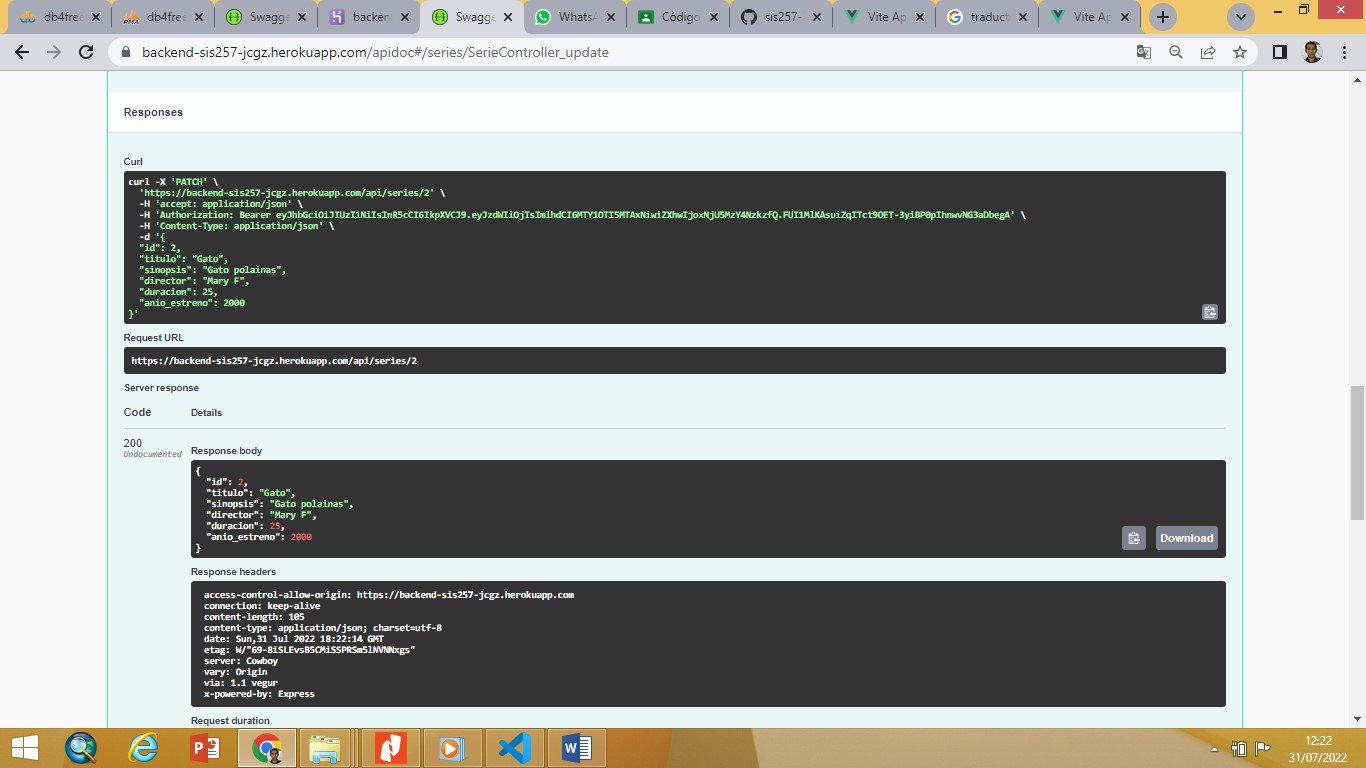 db4free
db4free
Swagge
backen
Swagge
WhatsA
Código
sis257-
Vite Ap
traduct
Vite Ap
backend-sis257-jcgz.herokuapp.com/apidoc#/series/SerieController_update
Responses
Curl
curl -X 'PATCH' \
'https://backend-sis257-jcgz.herokuapp.com/api/series/2' \
-H 'accept: application/json' \
-H 'Authorization: Bearer eyJhbGciOiJIUzI1NiIsInR5cCI6IkpXVCJ9.eyJzdWIiOjIsImlhdCI6MTY1OTI5MTAxNiwiZXhwIjoxNjU5MzY4NzkzfQ.FUI1MlKAsuiZqITct9OET-3yiBP0pIhnwvNG3aDbegA' \
-H 'Content-Type: application/json' \
-d '{
"id": 2,
"titulo": "Gato",
"sinopsis": "Gato polainas",
"director": "Mary F",
"duracion": 25,
"anio_estreno": 2000
}'
Request URL
https://backend-sis257-jcgz.herokuapp.com/api/series/2
Server response
Code Details
200
Undocumented
Response body
{
"id": 2,
"titulo": "Gato",
"sinopsis": "Gato polainas",
"director": "Mary F",
"duracion": 25,
"anio_estreno": 2000
}
Download
Response headers
access-control-allow-origin: https://backend-sis257-jcgz.herokuapp.com
connection: keep-alive
content-length: 105
content-type: application/json; charset=utf-8
date: Sun,31 Jul 2022 18:22:14 GMT
etag: W/"69-8iSLEvsB5CMiSSPRSm5lNVNNxgs"
server: Cowboy
vary: Origin
via: 1.1 vegur
x-powered-by: Express
Request duration
12:22
31/07/2022